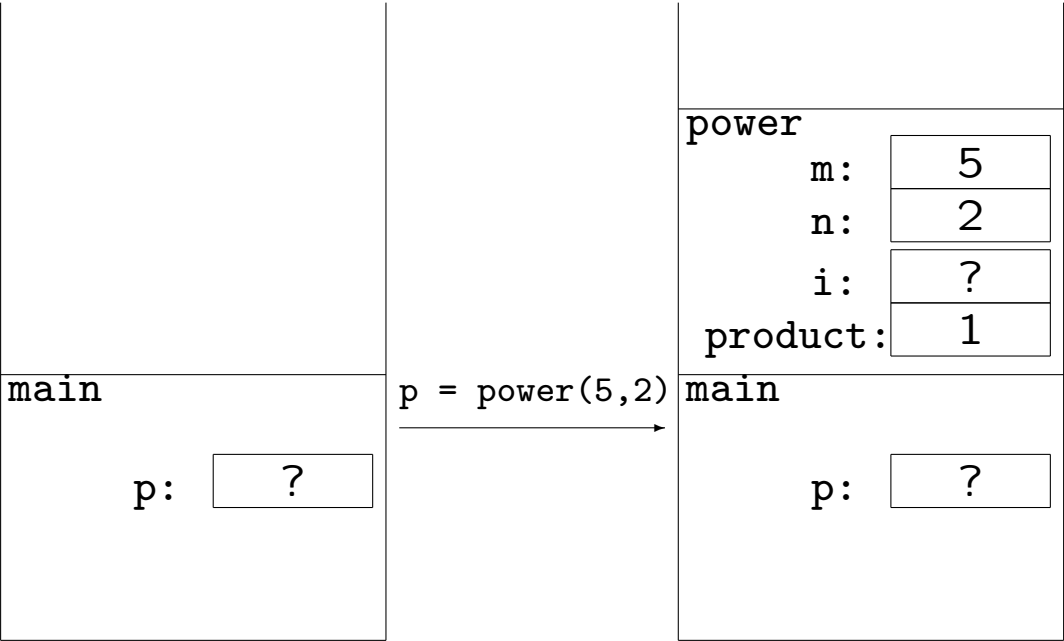 main
p: ?
p = power(5,2)
power
m: 5
n: 2
i: ?
product: 1
main
p: ?